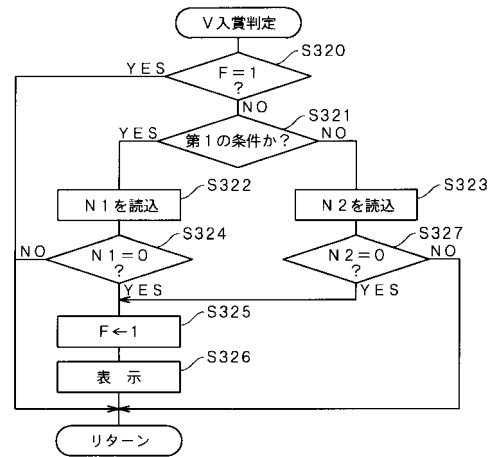 V入賞判定
S320
YES
F=1
?
NO
S321
YES
第1の条件か?
NO
S322
N1を読込
S323
N2を読込
S324
NO
N1=0
?
YES
S327
N2=0
?
NO
YES
S325
F←1
S326
表 示
リターン